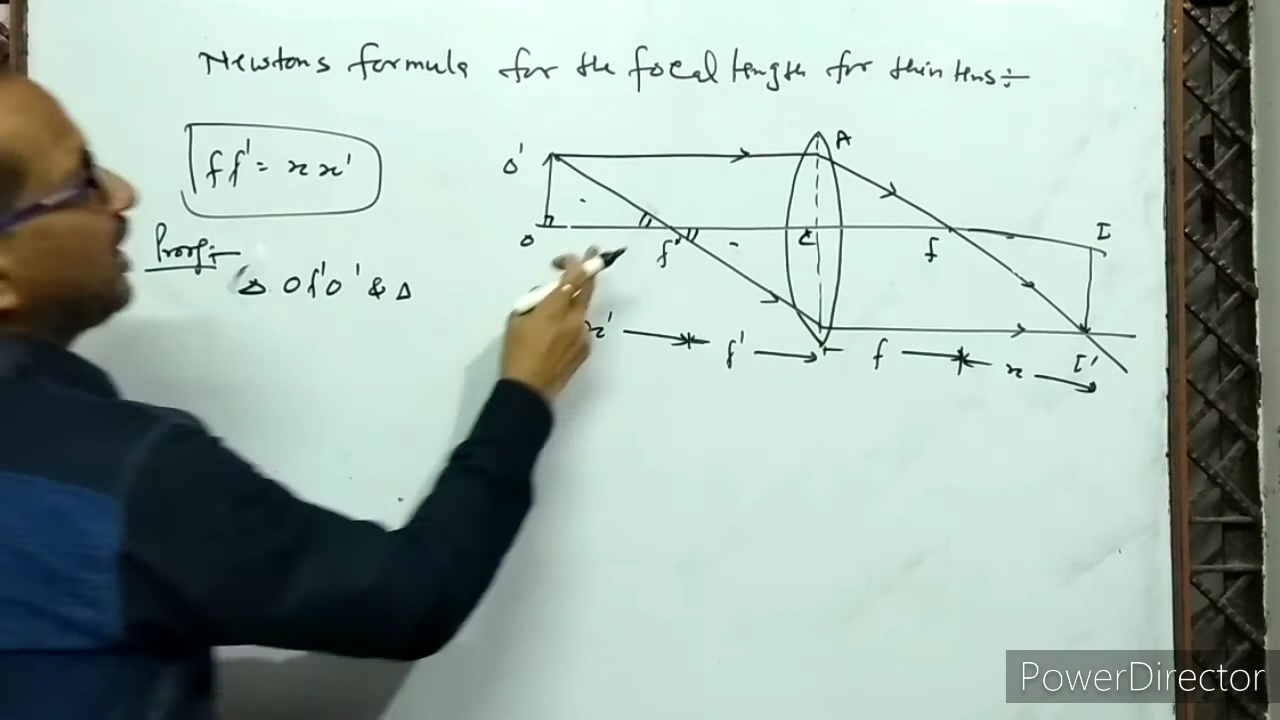 Newtons formula for the focal length for thin lens:-
ff' = xx'
Proof:-
Δ Of'O' & Δ
O'
A
O
f'
C
f
I
x'
f'
f
x
I'
PowerDirector